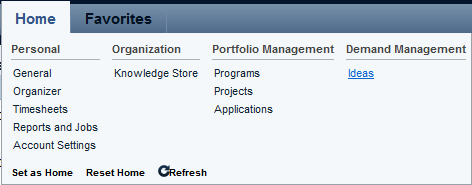 Home Favorites
Personal Organization Portfolio Management Demand Management
General Knowledge Store Programs Ideas
Organizer Projects
Timesheets Applications
Reports and Jobs
Account Settings
Set as Home Reset Home Refresh